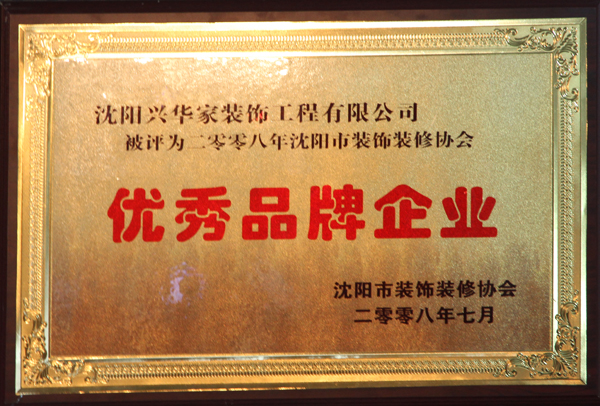 沈阳兴华家装饰工程有限公司
被评为二零零八年沈阳市装饰装修协会
优秀品牌企业
沈阳市装饰装修协会
二零零八年七月